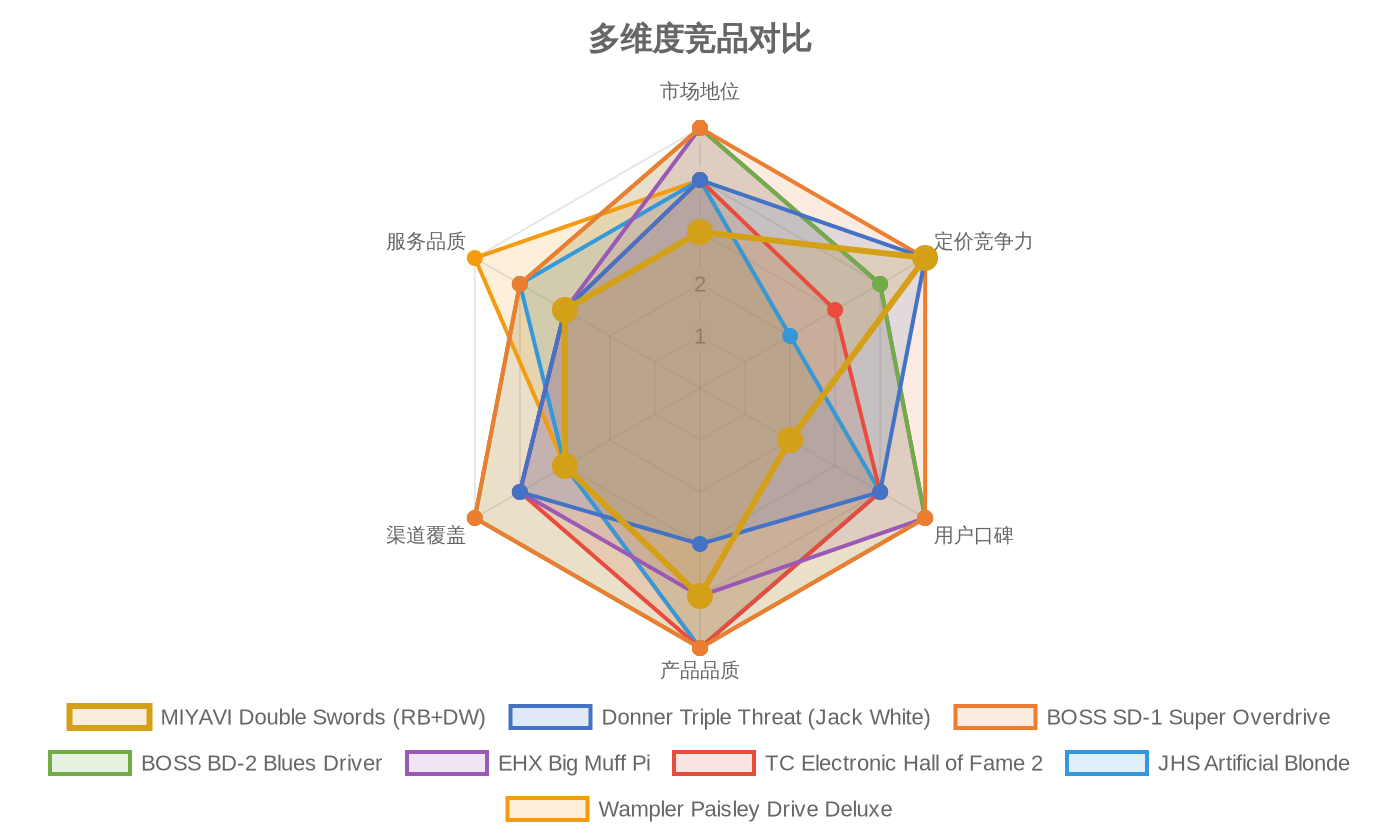 多维度竞品对比
市场地位
服务品质
定价竞争力
2
1
渠道覆盖
用户口碑
产品品质
MIYAVI Double Swords (RB+DW)
Donner Triple Threat (Jack White)
BOSS SD-1 Super Overdrive
BOSS BD-2 Blues Driver
EHX Big Muff Pi
TC Electronic Hall of Fame 2
JHS Artificial Blonde
Wampler Paisley Drive Deluxe